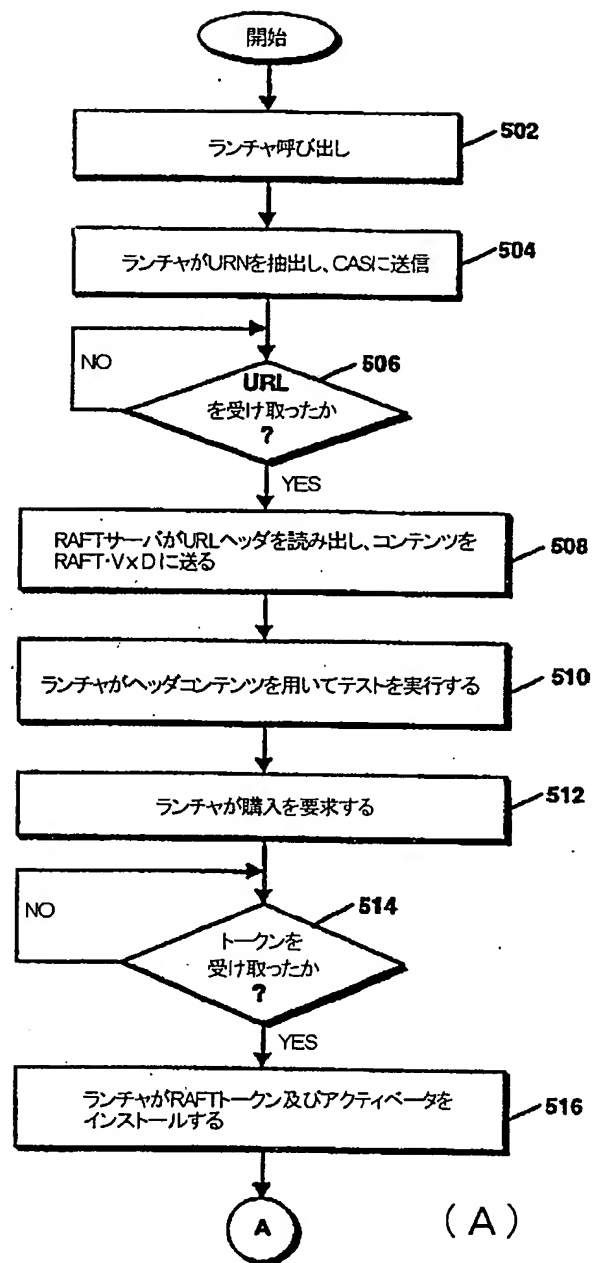 開始
ランチャ呼び出し
502
ランチャがURNを抽出し、CASに送信
504
NO
URL
を受け取ったか
?
506
YES
RAFTサーバがURLヘッダを読み出し、コンテンツを
RAFT·VxDに送る
508
ランチャがヘッダコンテンツを用いてテストを実行する
510
ランチャが購入を要求する
512
NO
トークンを
受け取ったか
?
514
YES
ランチャがRAFTトークン及びアクティベータを
インストールする
516
A
(A)